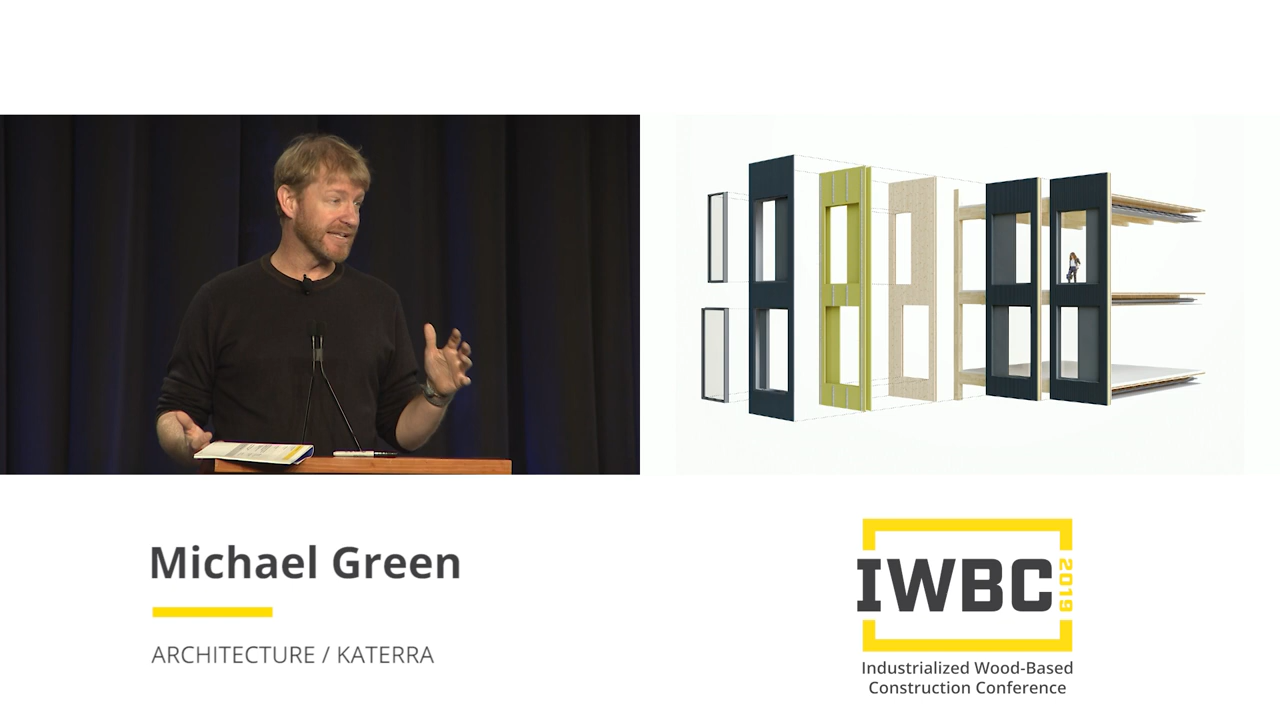 Michael Green
ARCHITECTURE / KATERRA
IWBC 2019
Industrialized Wood-Based
Construction Conference